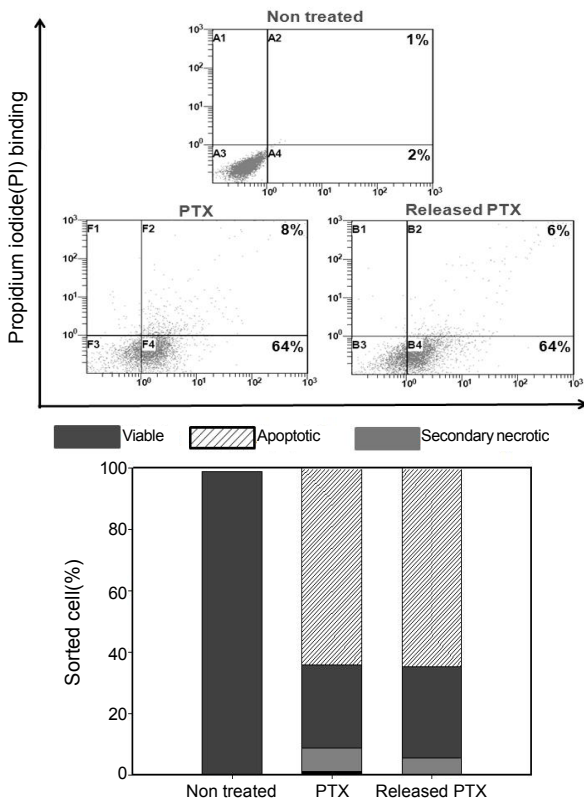 Non treated
Propidium iodide(PI) binding
10³
10²
10¹
10⁰
A1
A2
1%
A3
A4
2%
10⁰
10¹
10²
10³
PTX
10³
10²
10¹
10⁰
F1
F2
8%
F3
F4
64%
10⁰
10¹
10²
10³
Released PTX
10³
10²
10¹
10⁰
B1
B2
6%
B3
B4
64%
10⁰
10¹
10²
10³
Viable
Apoptotic
Secondary necrotic
Sorted cell(%)
100
80
60
40
20
0
Non treated
PTX
Released PTX